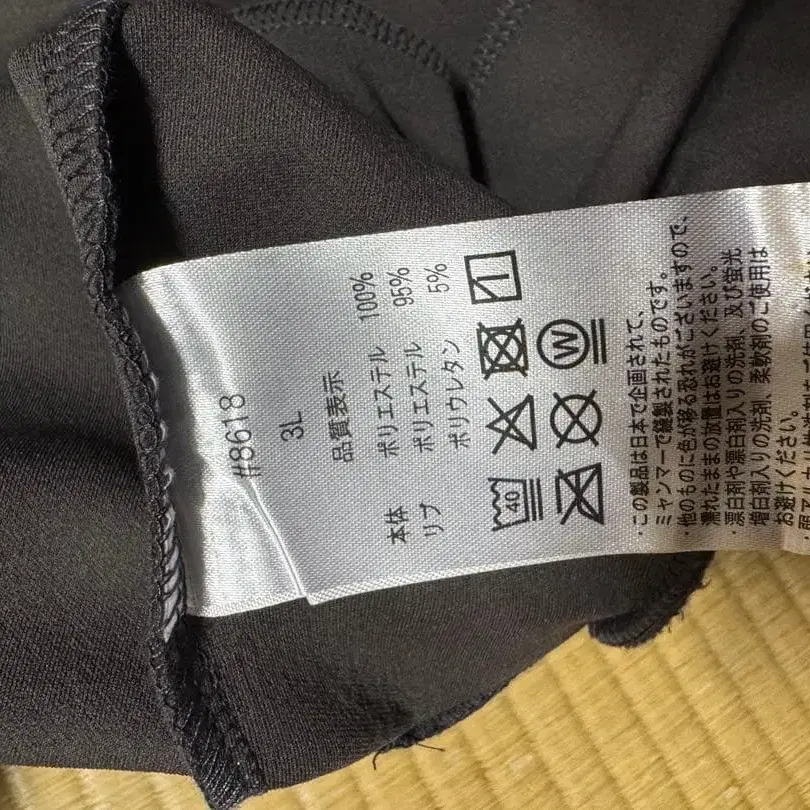 #8618
3L
品質表示
本体 ポリエステル 100%
リブ ポリエステル 95%
ポリウレタン 5%
40
W
・この製品は日本で企画されて、
ミャンマーで縫製されたものです。
・他のものに色が移る恐れがございますので、
濡れたままの放置はお避けください。
・漂白剤や漂白剤入りの洗剤、及び蛍光
増白剤入りの洗剤、柔軟剤のご使用は
お避けください。